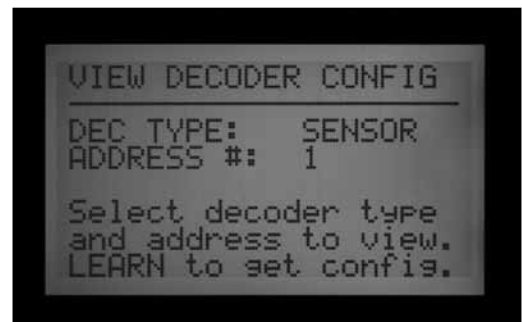 VIEW DECODER CONFIG
DEC TYPE: SENSOR
ADDRESS #: 1
Select decoder type
and address to view.
LEARN to get config.